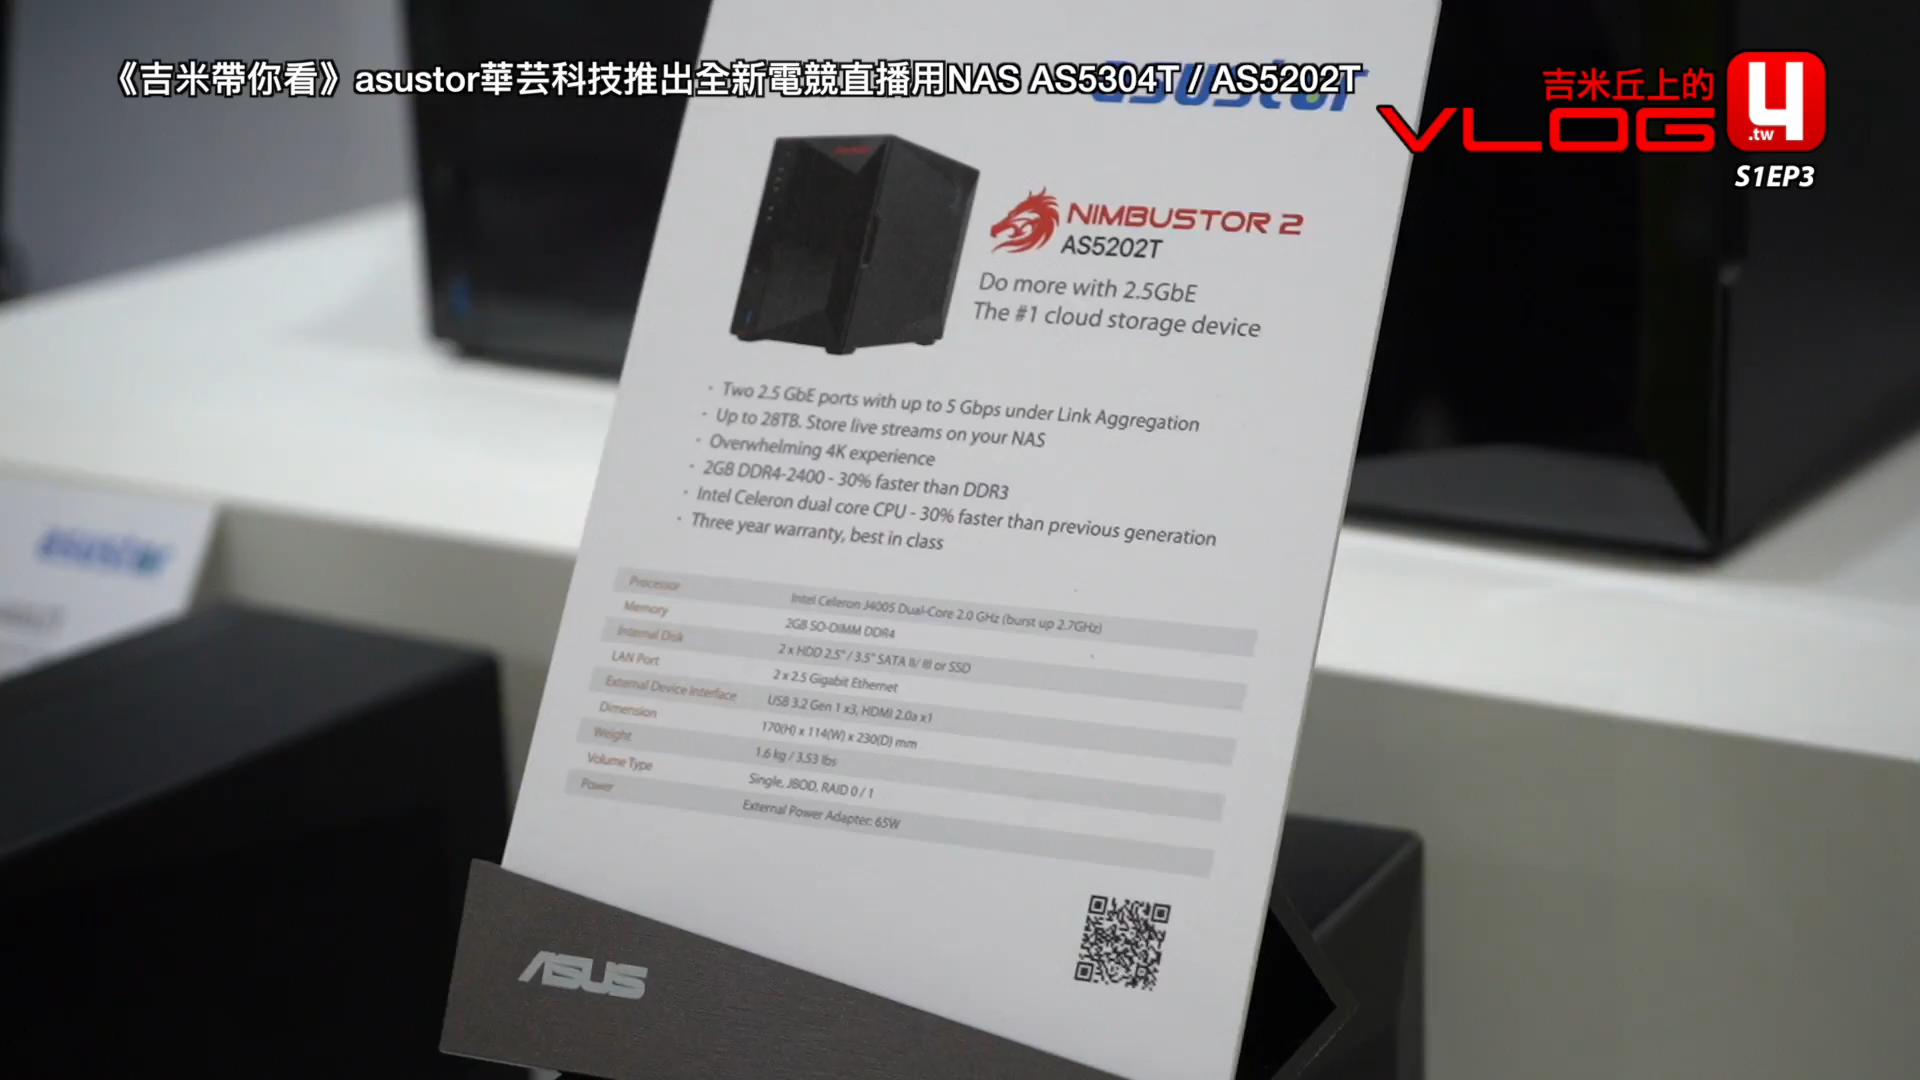 《吉米帶你看》asustor華芸科技推出全新電競直播用NAS AS5304T / AS5202T
吉米丘上的
VLOG
4
.tw
S1EP3
asustor
NIMBUSTOR 2
AS5202T
Do more with 2.5GbE
The #1 cloud storage device
· Two 2.5 GbE ports with up to 5 Gbps under Link Aggregation
· Up to 28TB. Store live streams on your NAS
· Overwhelming 4K experience
· 2GB DDR4-2400 - 30% faster than DDR3
· Intel Celeron dual core CPU - 30% faster than previous generation
· Three year warranty, best in class
Processor Intel Celeron J4005 Dual-Core 2.0 GHz (burst up 2.7GHz)
Memory 2GB SO-DIMM DDR4
Internal Disk 2 x HDD 2.5" / 3.5" SATA II/ III or SSD
LAN Port 2 x 2.5 Gigabit Ethernet
External Device Interface USB 3.2 Gen 1 x3, HDMI 2.0a x1
Dimension 170(H) x 114(W) x 230(D) mm
Weight 1.6 kg / 3.53 lbs
Volume Type Single, JBOD, RAID 0 / 1
Power External Power Adapter: 65W
ASUS
asustor